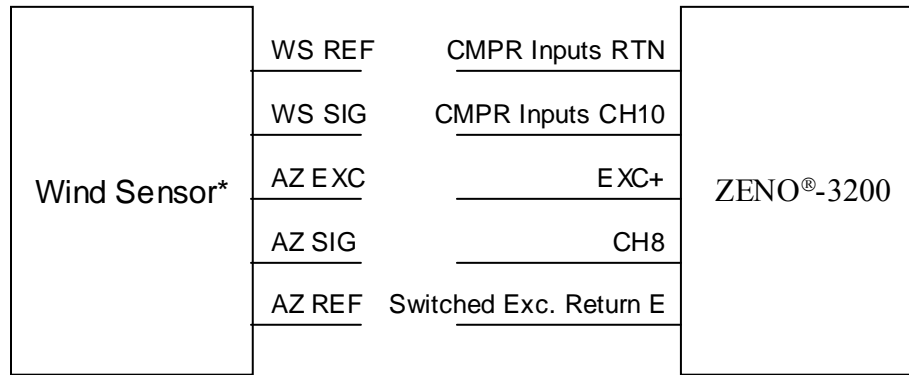 WS REF CMPR Inputs RTN
WS SIG CMPR Inputs CH10
AZ EXC EXC+
Wind Sensor* ZENO®-3200
AZ SIG CH8
AZ REF Switched Exc. Return E